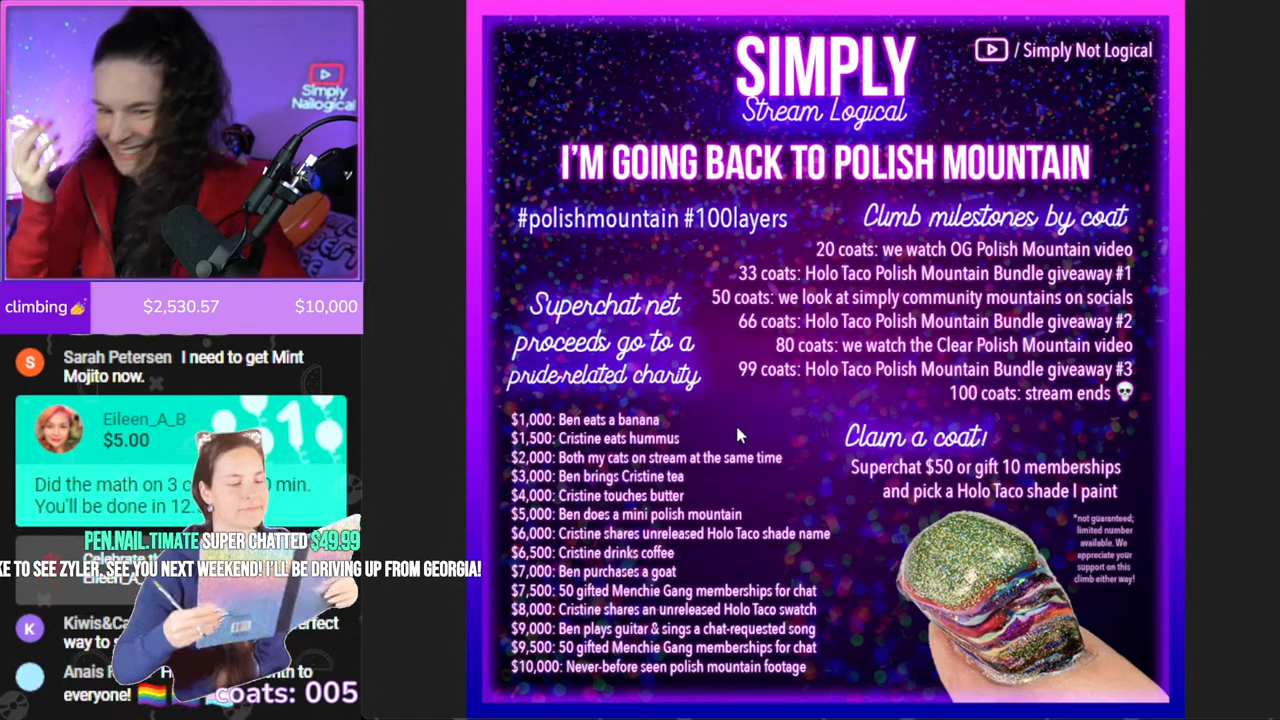 Simply
Nailogical
climbing 💅 $2,530.57 $10,000
Sarah Petersen I need to get Mint
Mojito now.
Eileen_A_B
$5.00
Did the math on 3 min.
You'll be done in 12
PEN.NAIL.TIMATE SUPER CHATTED $49.99
KE TO SEE ZYLER, SEE YOU NEXT WEEKEND! I'LL BE DRIVING UP FROM GEORGIA!
Celebrate
Eileen_A
K Kiwis&Ca
way to
Anais
everyone! 🏳️‍🌈
coats: 005
SIMPLY
Stream Logical
/ Simply Not Logical
I'M GOING BACK TO POLISH MOUNTAIN
#polishmountain #100layers
Superchat net
proceeds go to a
pride-related charity
$1,000: Ben eats a banana
$1,500: Cristine eats hummus
$2,000: Both my cats on stream at the same time
$3,000: Ben brings Cristine tea
$4,000: Cristine touches butter
$5,000: Ben does a mini polish mountain
$6,000: Cristine shares unreleased Holo Taco shade name
$6,500: Cristine drinks coffee
$7,000: Ben purchases a goat
$7,500: 50 gifted Menchie Gang memberships for chat
$8,000: Cristine shares an unreleased Holo Taco swatch
$9,000: Ben plays guitar & sings a chat-requested song
$9,500: 50 gifted Menchie Gang memberships for chat
$10,000: Never-before seen polish mountain footage
Climb milestones by coat
20 coats: we watch OG Polish Mountain video
33 coats: Holo Taco Polish Mountain Bundle giveaway #1
50 coats: we look at simply community mountains on socials
66 coats: Holo Taco Polish Mountain Bundle giveaway #2
80 coats: we watch the Clear Polish Mountain video
99 coats: Holo Taco Polish Mountain Bundle giveaway #3
100 coats: stream ends 💀
Claim a coat!
Superchat $50 or gift 10 memberships
and pick a Holo Taco shade I paint
*not guaranteed;
limited number
available. We
appreciate your
support on this
climb either way!